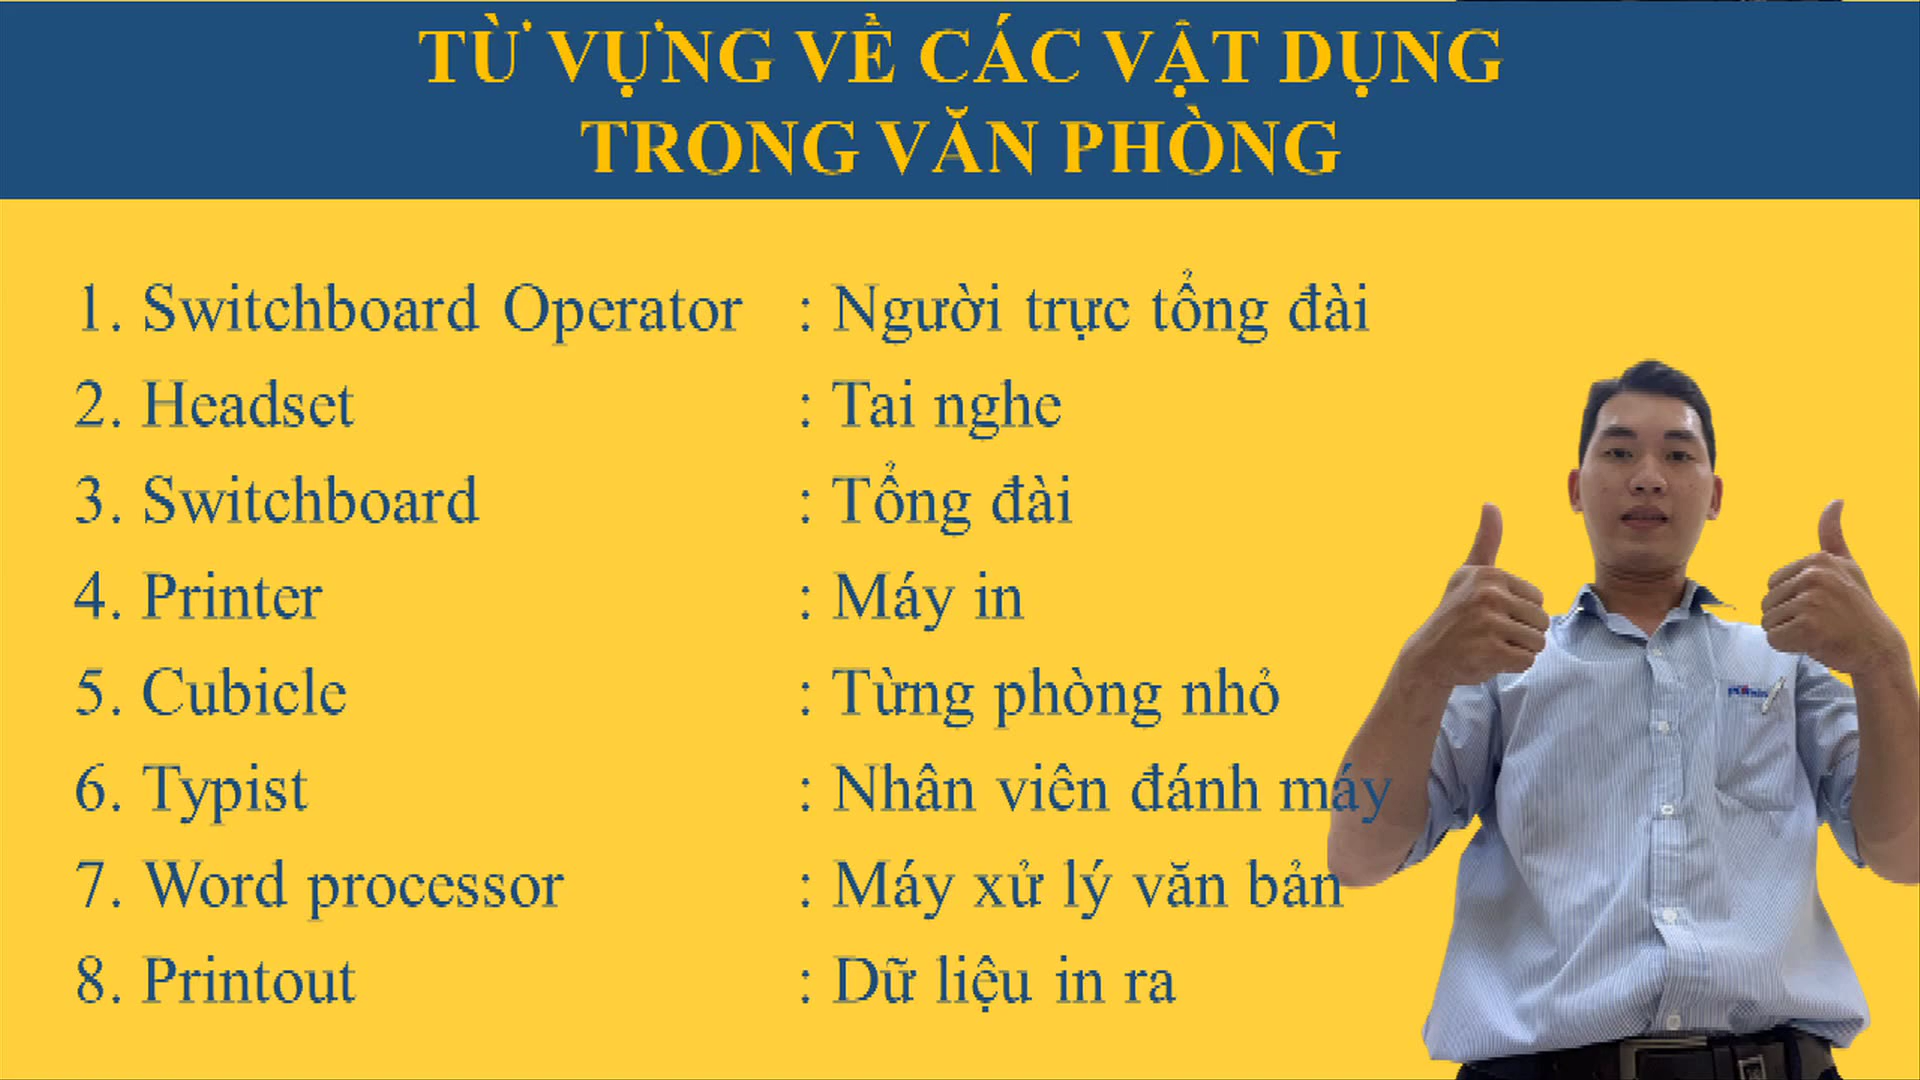 TỪ VỰNG VỀ CÁC VẬT DỤNG
TRONG VĂN PHÒNG
1. Switchboard Operator : Người trực tổng đài
2. Headset : Tai nghe
3. Switchboard : Tổng đài
4. Printer : Máy in
5. Cubicle : Từng phòng nhỏ
6. Typist : Nhân viên đánh máy
7. Word processor : Máy xử lý văn bản
8. Printout : Dữ liệu in ra